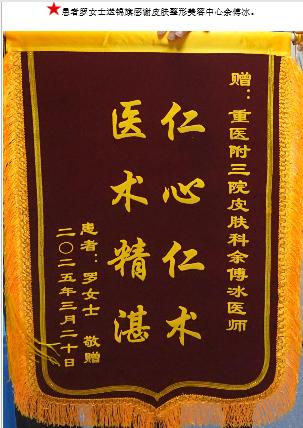 ★患者罗女士送锦旗感谢皮肤整形美容中心余傅冰。
赠：重医附三院皮肤科余傅冰医师
仁心仁术
医术精湛
患者：罗女士 敬赠
二〇二五年三月二十日